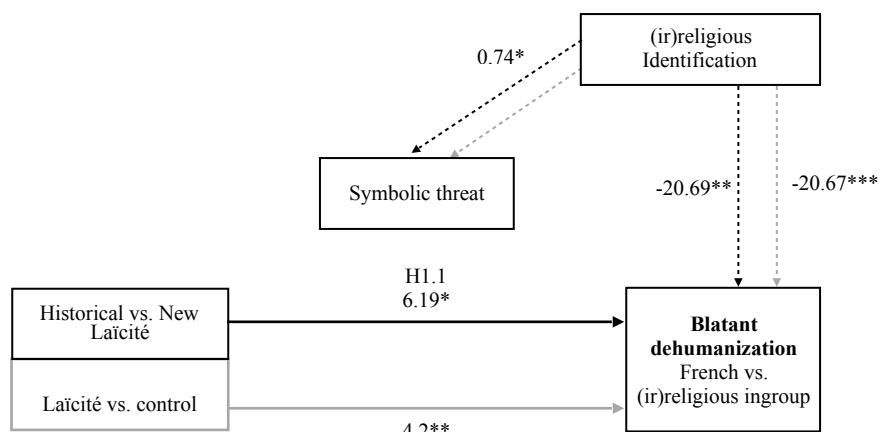 (ir)religious
Identification
0.74*
Symbolic threat
-20.69**
-20.67***
H1.1
6.19*
Historical vs. New
Laïcité
Blatant
dehumanization
French vs.
(ir)religious ingroup
Laïcité vs. control
4.2**